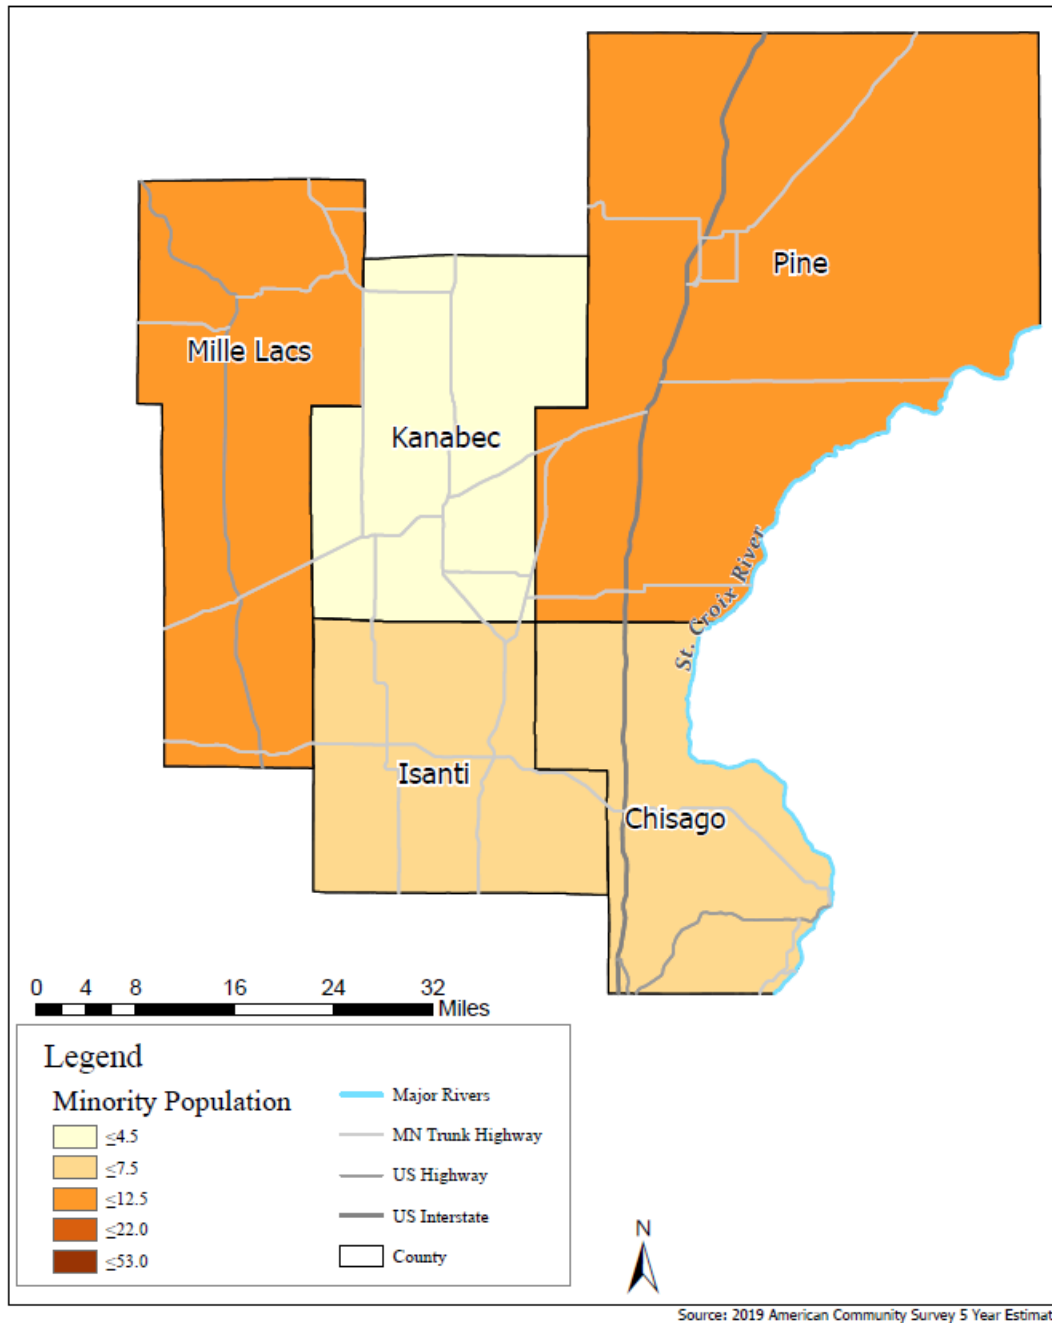 Pine
Mille Lacs
Kanabec
St. Croix River
Isanti
Chisago
0 4 8 16 24 32
Miles
Legend
Minority Population
≤4.5
≤7.5
≤12.5
≤22.0
≤53.0
Major Rivers
MN Trunk Highway
US Highway
US Interstate
County
N
Source: 2019 American Community Survey 5 Year Estimat